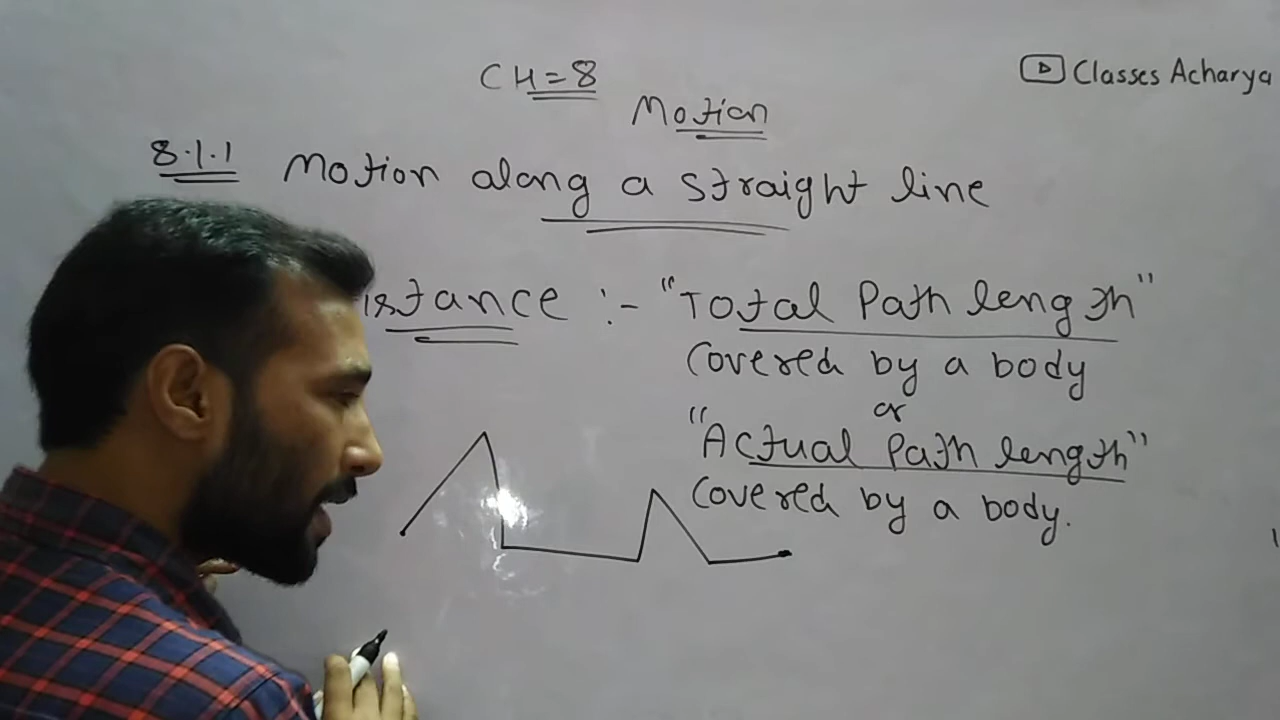 CH=8
Classes Acharya
Motion
8.1.1 Motion along a straight line
istance :- "Total Path length"
Covered by a body
or
"Actual Path length"
Covered by a body.